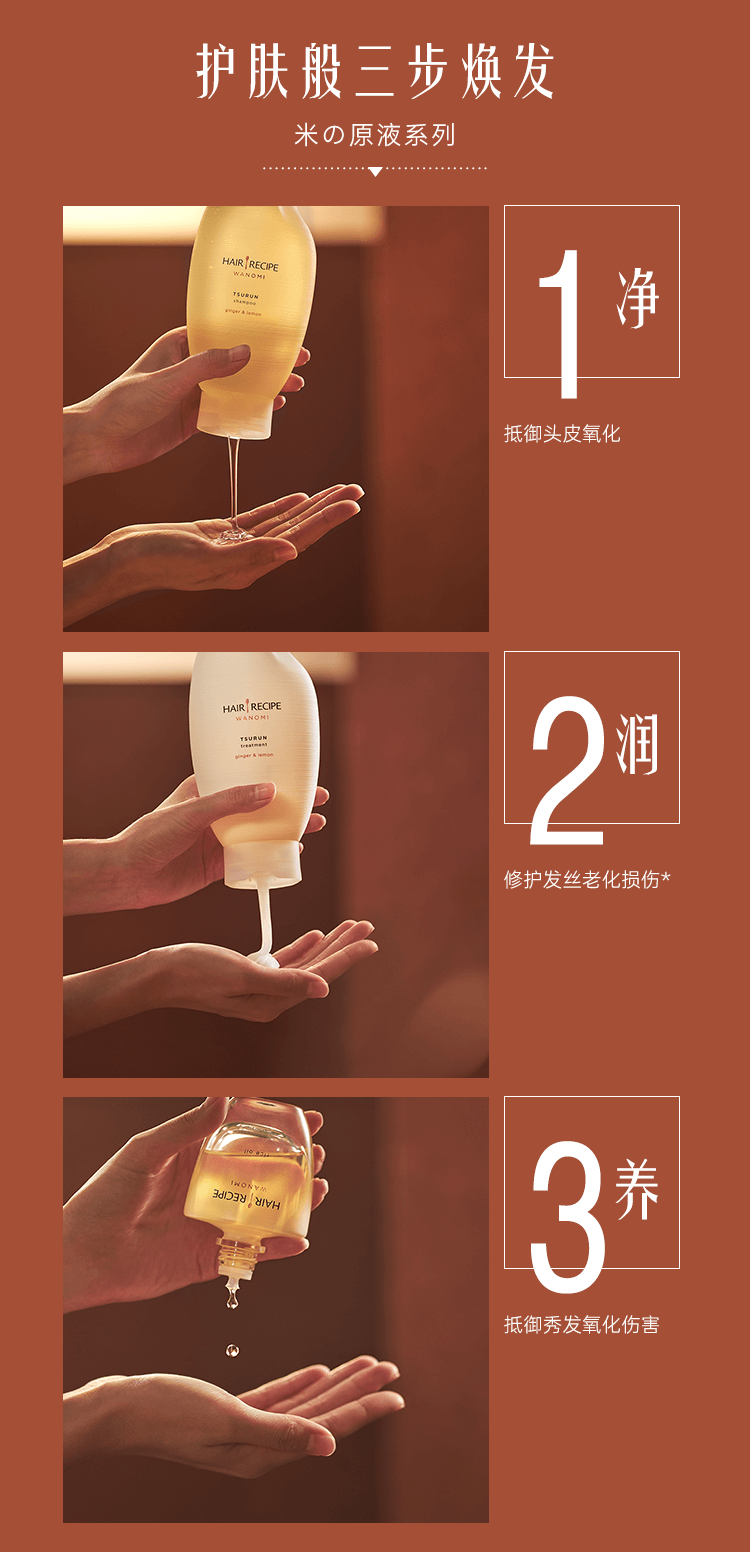 护肤般三步焕发
米の原液系列
HAIR RECIPE
WANOMI
TSURUN
shampoo
ginger & lemon
1 净
抵御头皮氧化
HAIR RECIPE
WANOMI
TSURUN
treatment
ginger & lemon
2 润
修护发丝老化损伤*
rice oil
WANOMI
HAIR RECIPE
3 养
抵御秀发氧化伤害